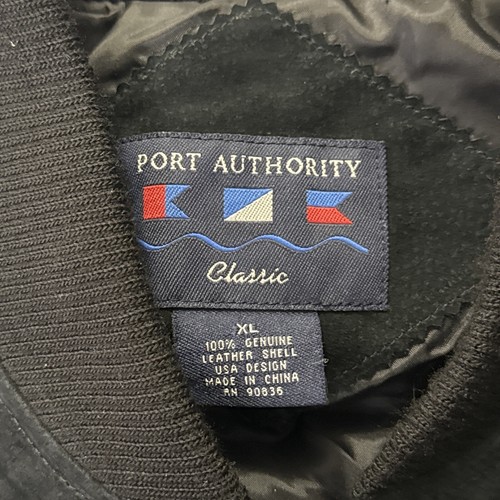 PORT AUTHORITY
Classic
XL
100% GENUINE
LEATHER SHELL
USA DESIGN
MADE IN CHINA
RN 90836